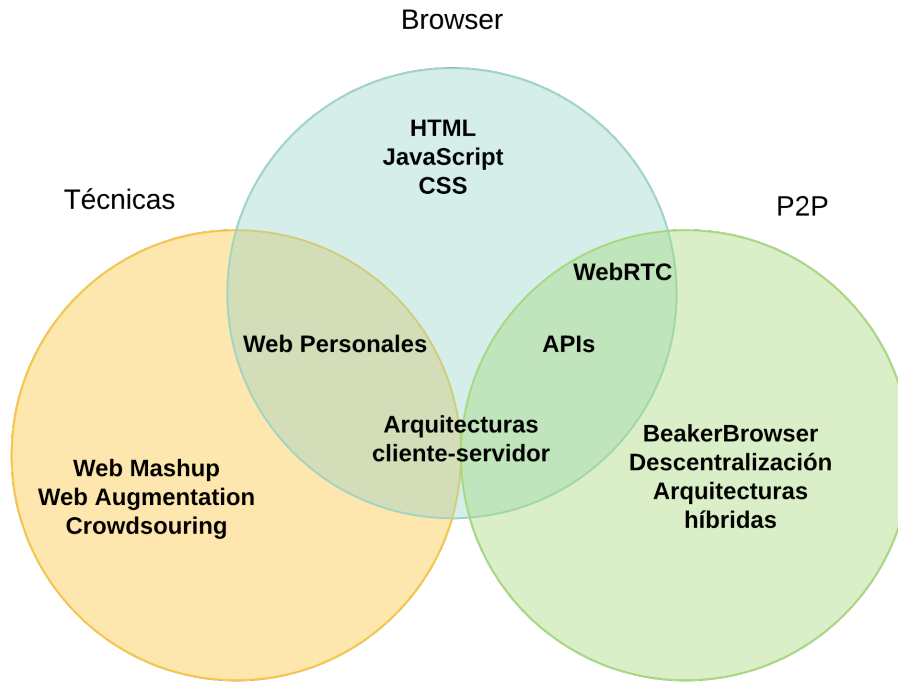 Browser
HTML
JavaScript
CSS
Técnicas
P2P
WebRTC
Web Personales
APIs
Arquitecturas
cliente-servidor
BeakerBrowser
Descentralización
Arquitecturas
híbridas
Web Mashup
Web Augmentation
Crowdsouring